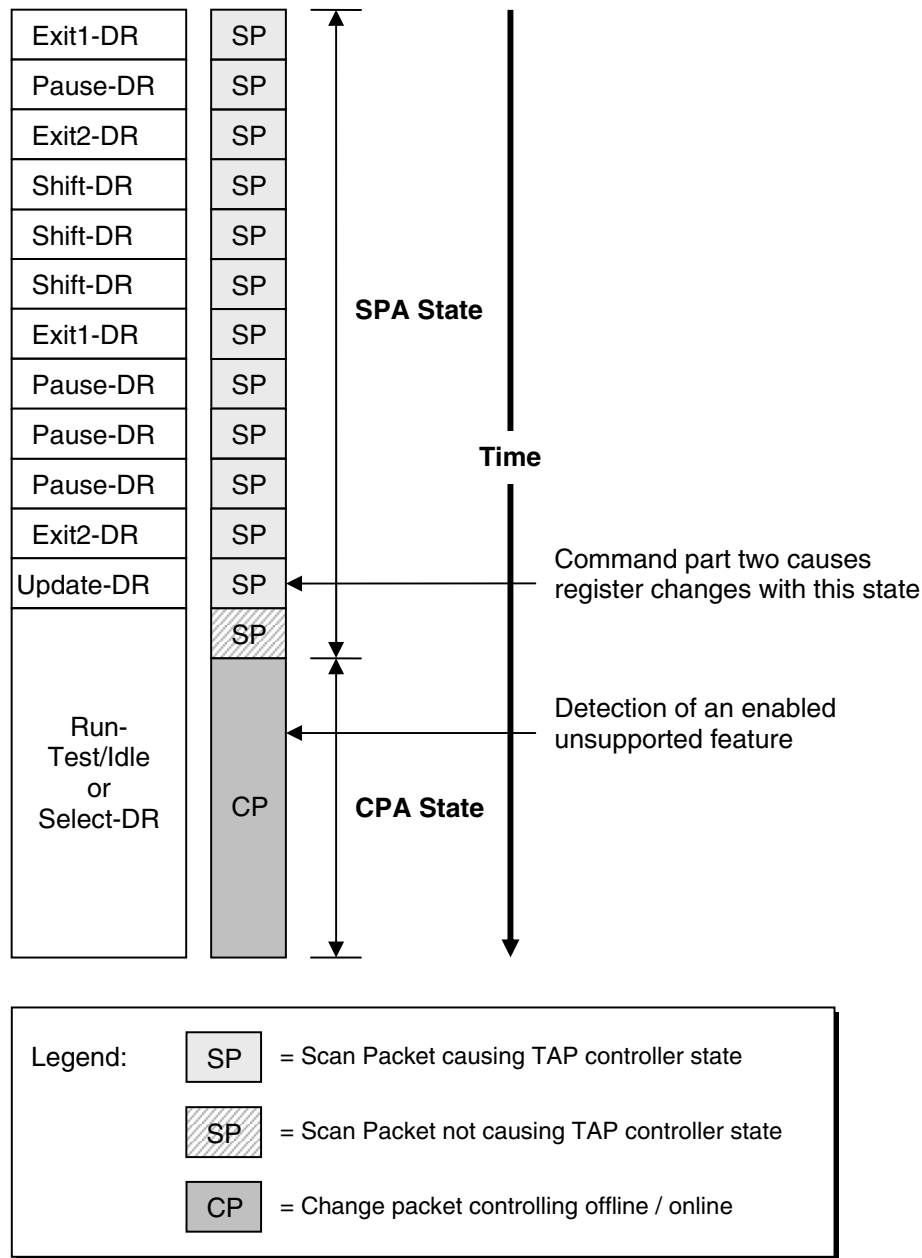 Exit1-DR SP
Pause-DR SP
Exit2-DR SP
Shift-DR SP
Shift-DR SP
Shift-DR SP
SPA State
Exit1-DR SP
Pause-DR SP
Pause-DR SP
Time
Pause-DR SP
Exit2-DR SP
Update-DR SP
Command part two causes
register changes with this state
SP
Run-
Test/Idle
or
Select-DR
CP
CPA State
Detection of an enabled
unsupported feature
Legend:
SP = Scan Packet causing TAP controller state
SP = Scan Packet not causing TAP controller state
CP = Change packet controlling offline / online